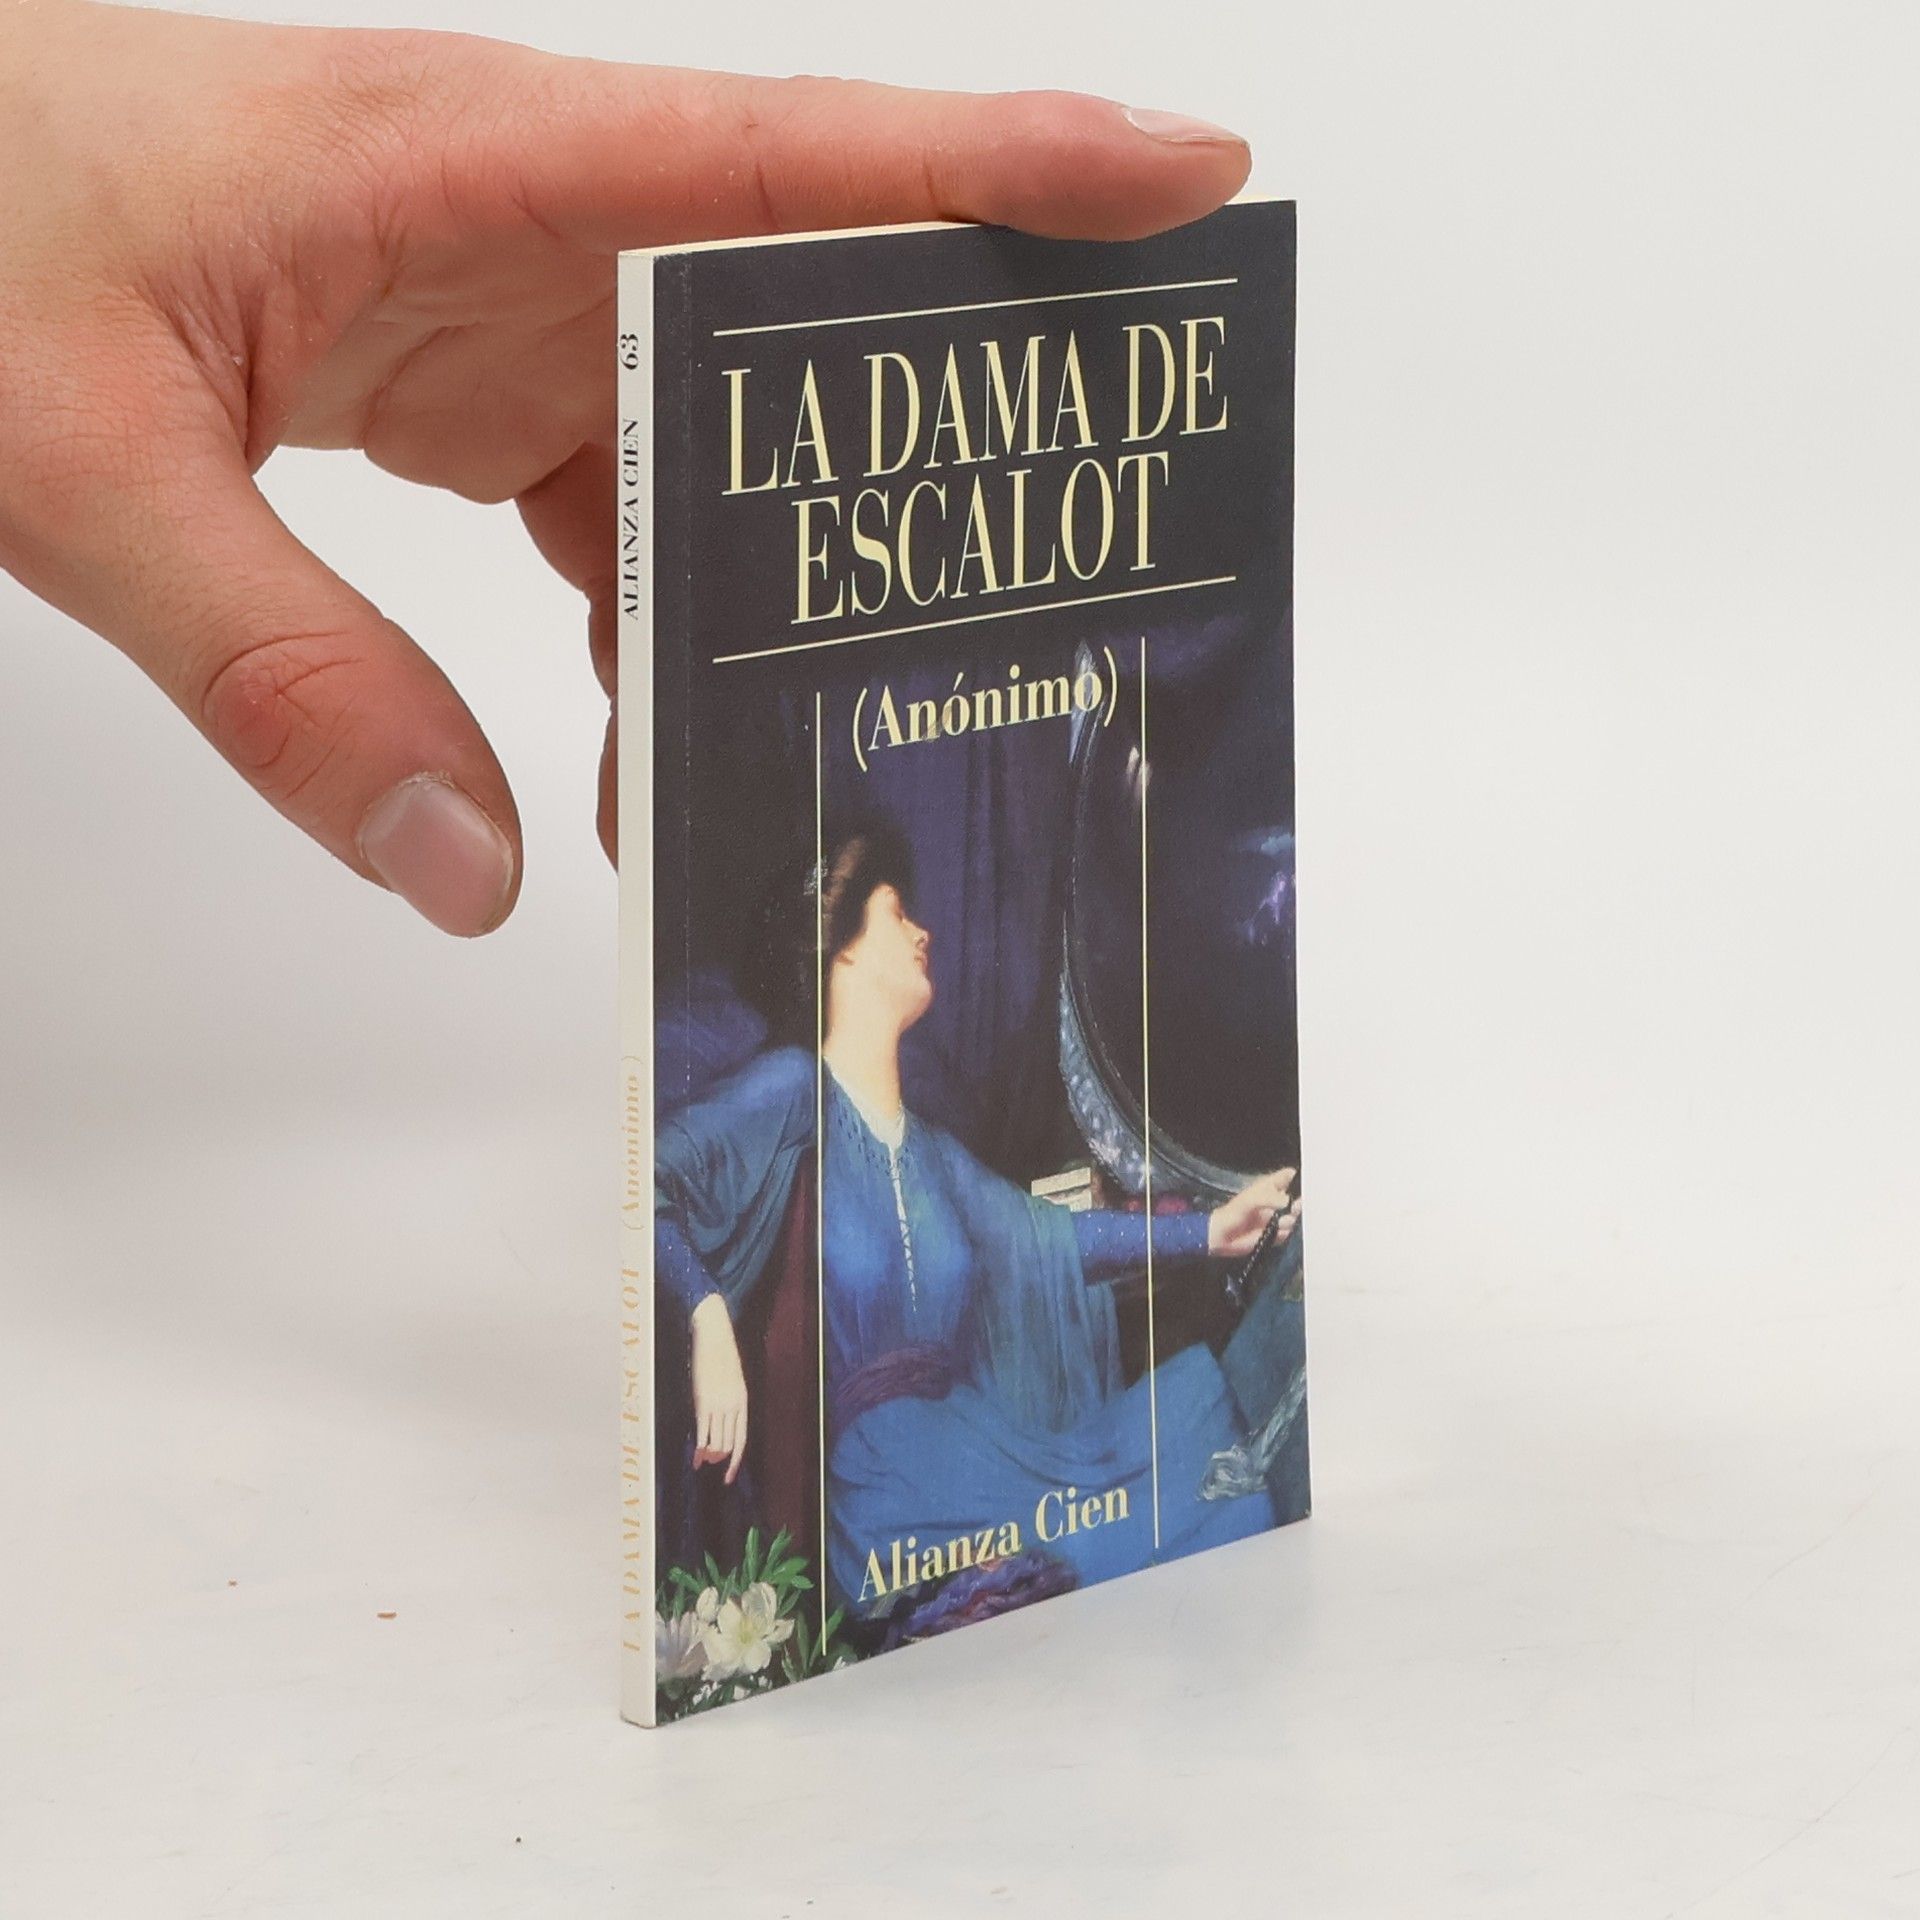 LA DAMA DE
ESCALOT
(Anónimo)
Alianza Cien
LA DAMA DE ESCALOT (Anónimo) ALIANZA CIEN 63